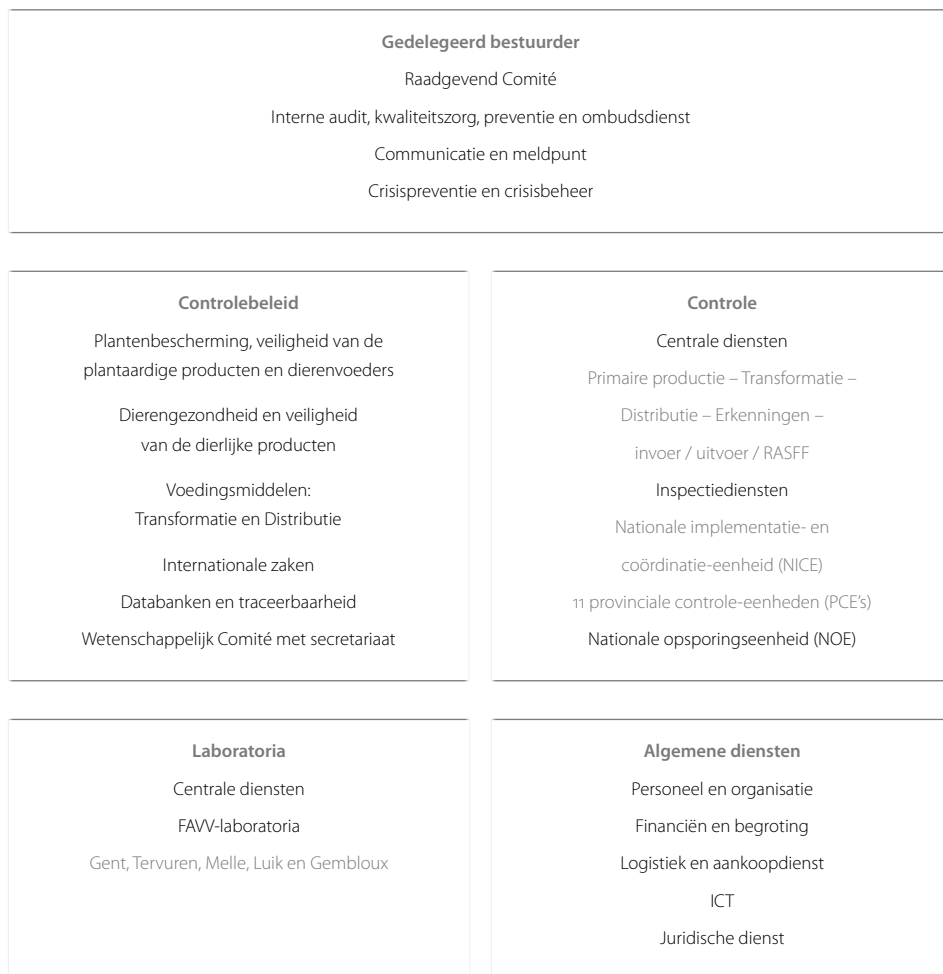 Gedelegeerd bestuurder
Raadgevend Comité
Interne audit, kwaliteitszorg, preventie en ombudsdienst
Communicatie en meldpunt
Crisispreventie en crisisbeheer
Controlebeleid
Plantenbescherming, veiligheid van de
plantaardige producten en dierenvoeders
Dierengezondheid en veiligheid
van de dierlijke producten
Voedingsmiddelen:
Transformatie en Distributie
Internationale zaken
Databanken en traceerbaarheid
Wetenschappelijk Comité met secretariaat
Controle
Centrale diensten
Primaire productie – Transformatie –
Distributie – Erkenningen –
invoer / uitvoer / RASFF
Inspectiediensten
Nationale implementatie- en
coördinatie-eenheid (NICE)
11 provinciale controle-eenheden (PCE's)
Nationale opsporingseenheid (NOE)
Laboratoria
Centrale diensten
FAVV-laboratoria
Gent, Tervuren, Melle, Luik en Gembloux
Algemene diensten
Personeel en organisatie
Financiën en begroting
Logistiek en aankoopdienst
ICT
Juridische dienst